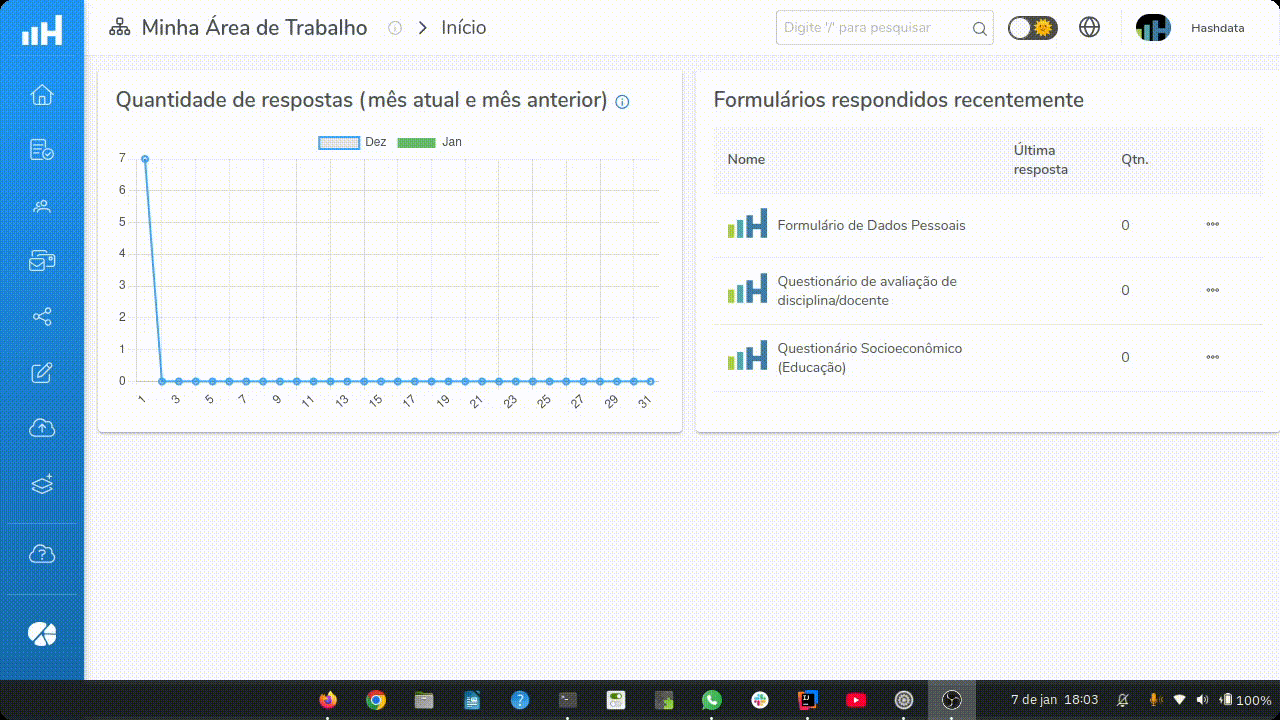 Minha Área de Trabalho
Início
Digite '/' para pesquisar
Hashdata
Quantidade de respostas (mês atual e mês anterior)
Dez
Jan
7
6
5
4
3
2
1
0
1 3 5 7 9 11 13 15 17 19 21 23 25 27 29 31
Formulários respondidos recentemente
Nome
Última
resposta
Qtn.
Formulário de Dados Pessoais
0
Questionário de avaliação de
disciplina/docente
0
Questionário Socioeconômico
(Educação)
0
7 de jan 18:03
100%